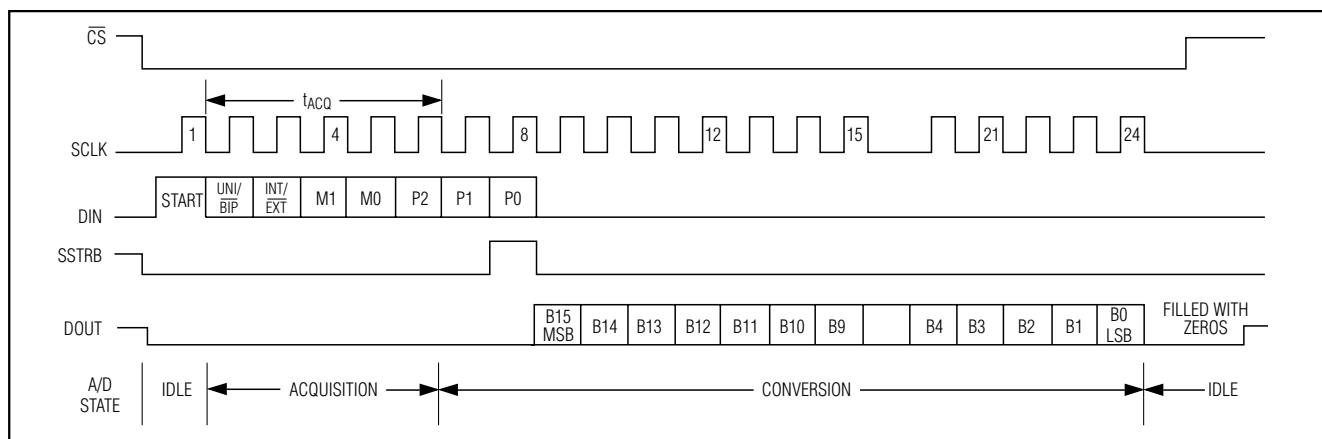 CS
tACQ
SCLK 1 4 8 12 15 21 24
DIN START UNI/ INT/ M1 M0 P2 P1 P0
BIP EXT
SSTRB
DOUT B15 B14 B13 B12 B11 B10 B9 B4 B3 B2 B1 B0 FILLED WITH
MSB LSB ZEROS
A/D IDLE ACQUISITION CONVERSION IDLE
STATE